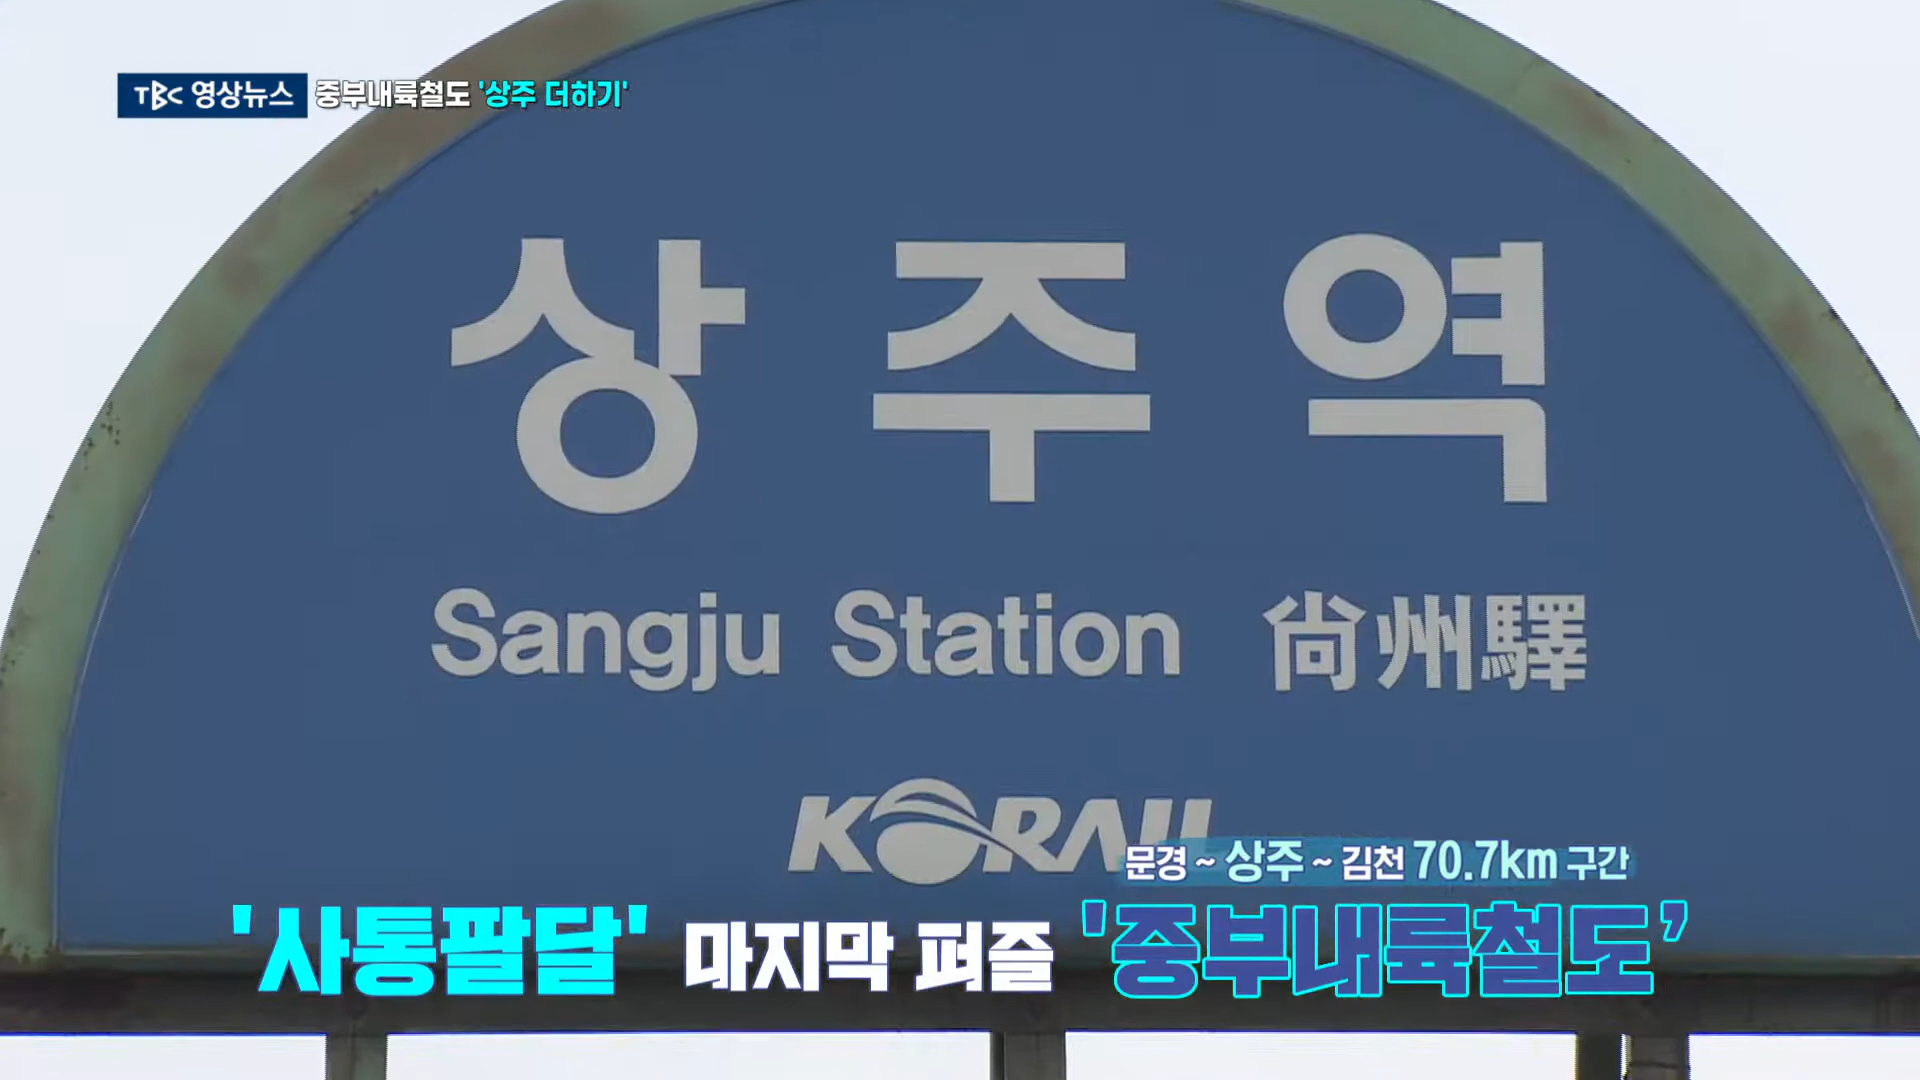 TBC 영상뉴스 중부내륙철도 '상주 더하기'
상주역
Sangju Station 尙州驛
KORAIL
문경~상주~김천 70.7km 구간
'사통팔달' 마지막 퍼즐 '중부내륙철도'